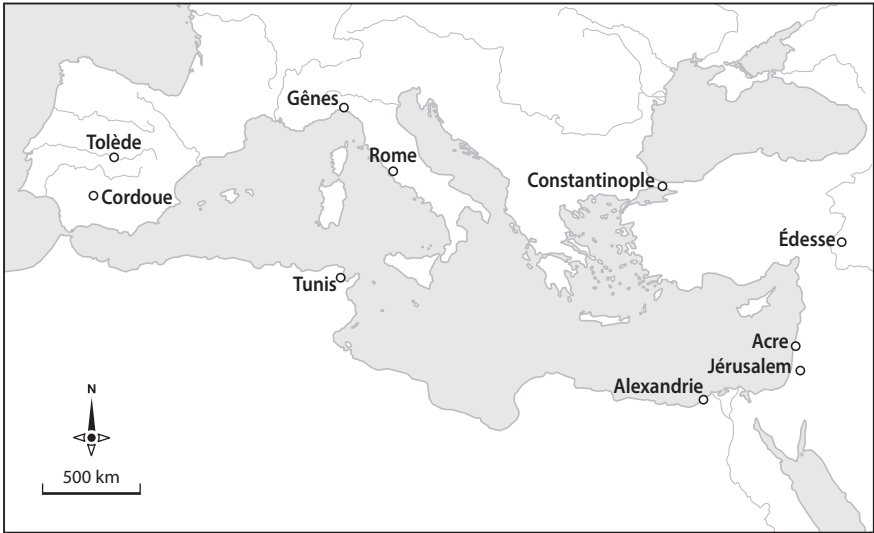 Gênes
Tolède
Rome
Constantinople
Cordoue
Édesse
Tunis
Acre
Jérusalem
Alexandrie
N
500 km